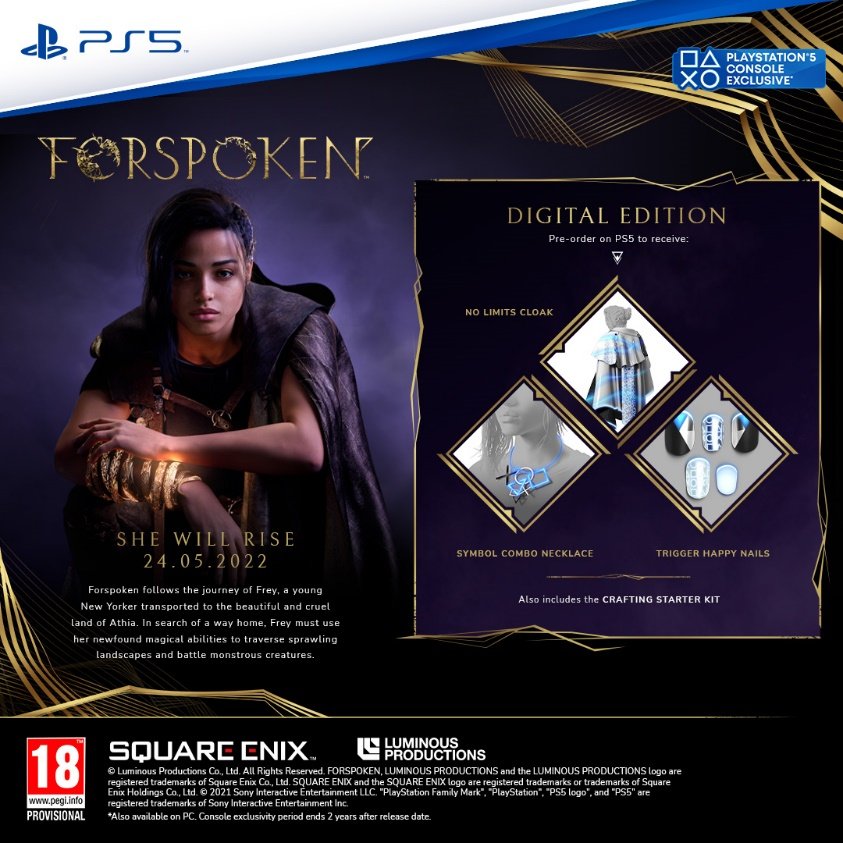 PS5
PLAYSTATION®5
CONSOLE
EXCLUSIVE*
FORSPOKEN™
DIGITAL EDITION
Pre-order on PS5 to receive:
NO LIMITS CLOAK
SYMBOL COMBO NECKLACE
TRIGGER HAPPY NAILS
Also includes the CRAFTING STARTER KIT
SHE WILL RISE
24.05.2022
Forspoken follows the journey of Frey, a young
New Yorker transported to the beautiful and cruel
land of Athia. In search of a way home, Frey must use
her newfound magical abilities to traverse sprawling
landscapes and battle monstrous creatures.
18
www.pegi.info
PROVISIONAL
SQUARE ENIX™
LUMINOUS
PRODUCTIONS
© Luminous Productions Co., Ltd. All Rights Reserved. FORSPOKEN, LUMINOUS PRODUCTIONS and the LUMINOUS PRODUCTIONS logo are
registered trademarks of Square Enix Co., Ltd. SQUARE ENIX and the SQUARE ENIX logo are registered trademarks or trademarks of Square
Enix Holdings Co., Ltd. © 2021 Sony Interactive Entertainment LLC. "PlayStation Family Mark", "PlayStation", "PS5 logo", and "PS5" are
registered trademarks of Sony Interactive Entertainment Inc.
*Also available on PC. Console exclusivity period ends 2 years after release date.